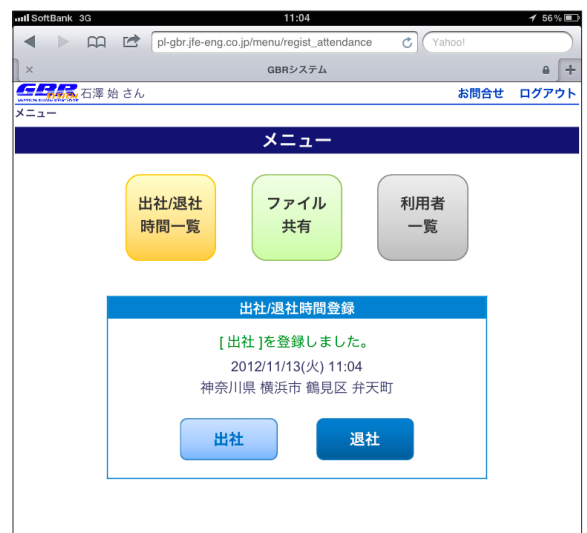 SoftBank 3G 11:04 56%
pl-gbr.jfe-eng.co.jp/menu/regist_attendance Yahoo!
GBRシステム
GBR 石澤 始 さん お問合せ ログアウト
メニュー
メニュー
出社/退社
時間一覧
ファイル
共有
利用者
一覧
出社/退社時間登録
[ 出社 ]を登録しました。
2012/11/13(火) 11:04
神奈川県 横浜市 鶴見区 弁天町
出社 退社